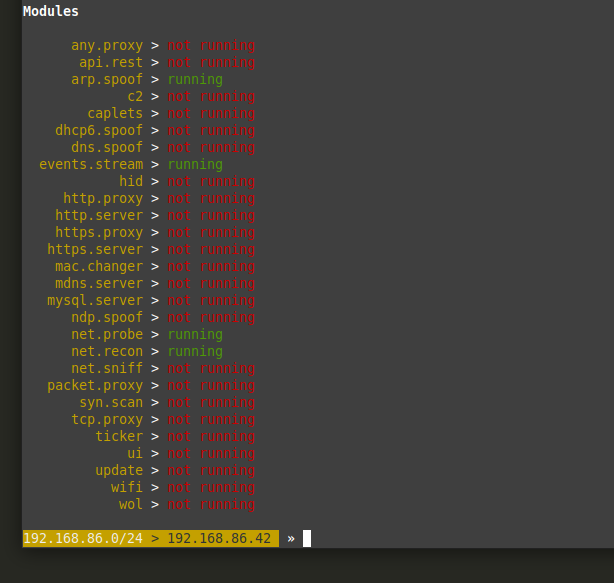 Modules
any.proxy > not running
api.rest > not running
arp.spoof > running
c2 > not running
caplets > not running
dhcp6.spoof > not running
dns.spoof > not running
events.stream > running
hid > not running
http.proxy > not running
http.server > not running
https.proxy > not running
https.server > not running
mac.changer > not running
mdns.server > not running
mysql.server > not running
ndp.spoof > not running
net.probe > running
net.recon > running
net.sniff > not running
packet.proxy > not running
syn.scan > not running
tcp.proxy > not running
ticker > not running
ui > not running
update > not running
wifi > not running
wol > not running
192.168.86.0/24 > 192.168.86.42 »